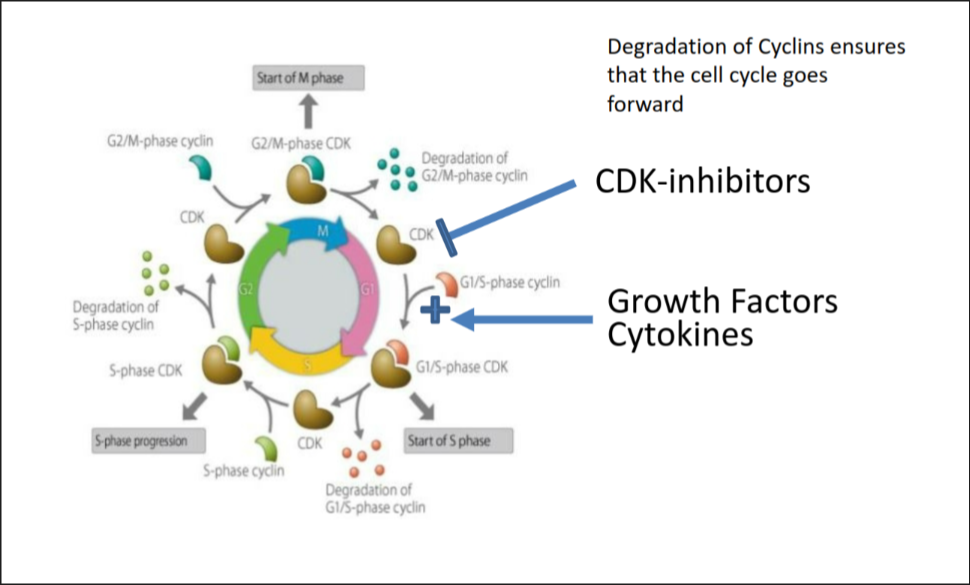 Degradation of Cyclins ensures
that the cell cycle goes
forward
Start of M phase
G2/M-phase cyclin
G2/M-phase CDK
Degradation of
G2/M-phase cyclin
CDK-inhibitors
CDK
CDK
M
G1/S-phase cyclin
G2
G1
Growth Factors
Cytokines
Degradation of
S-phase cyclin
S-phase CDK
S
G1/S-phase CDK
S-phase progression
CDK
Start of S phase
S-phase cyclin
Degradation of
G1/S-phase cyclin